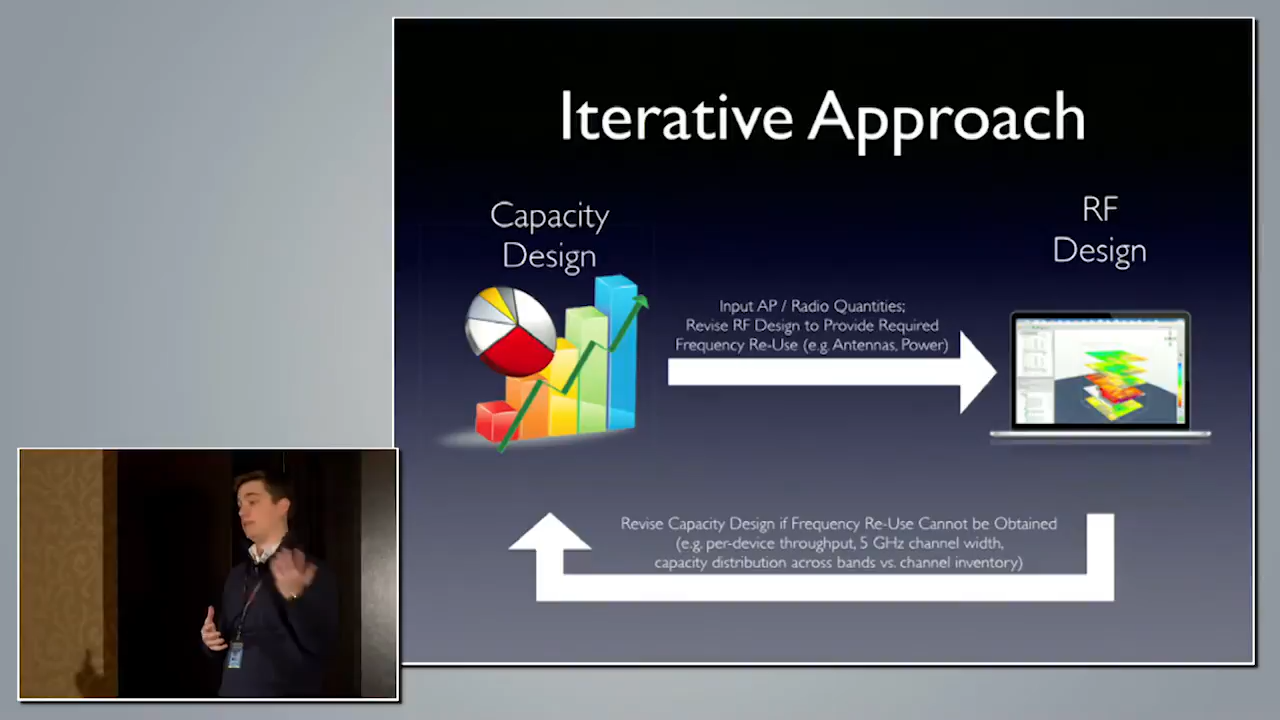 Iterative Approach
Capacity
Design
RF
Design
Input AP / Radio Quantities;
Revise RF Design to Provide Required
Frequency Re-Use (e.g. Antennas, Power)
Revise Capacity Design if Frequency Re-Use Cannot be Obtained
(e.g. per-device throughput, 5 GHz channel width,
capacity distribution across bands vs. channel inventory)